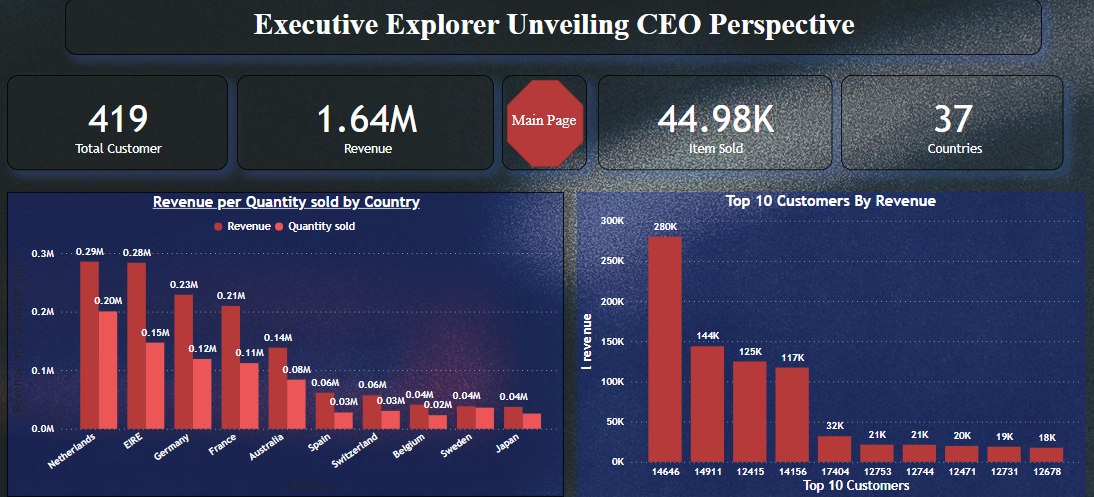 Executive Explorer Unveiling CEO Perspective
419
Total Customer
1.64M
Revenue
Main Page
44.98K
Item Sold
37
Countries
Revenue per Quantity sold by Country
Revenue Quantity sold
0.3M
0.2M
0.1M
0.0M
0.29M 0.20M
0.28M 0.15M
0.23M 0.12M
0.21M 0.11M
0.14M 0.08M
0.06M 0.03M
0.06M 0.03M
0.04M 0.02M
0.04M
0.04M
Netherlands EIRE Germany France Australia Spain Switzerland Belgium Sweden Japan
Top 10 Customers By Revenue
l revenue
300K
250K
200K
150K
100K
50K
0K
280K 144K 125K 117K 32K 21K 21K 20K 19K 18K
14646 14911 12415 14156 17404 12753 12744 12471 12731 12678
Top 10 Customers